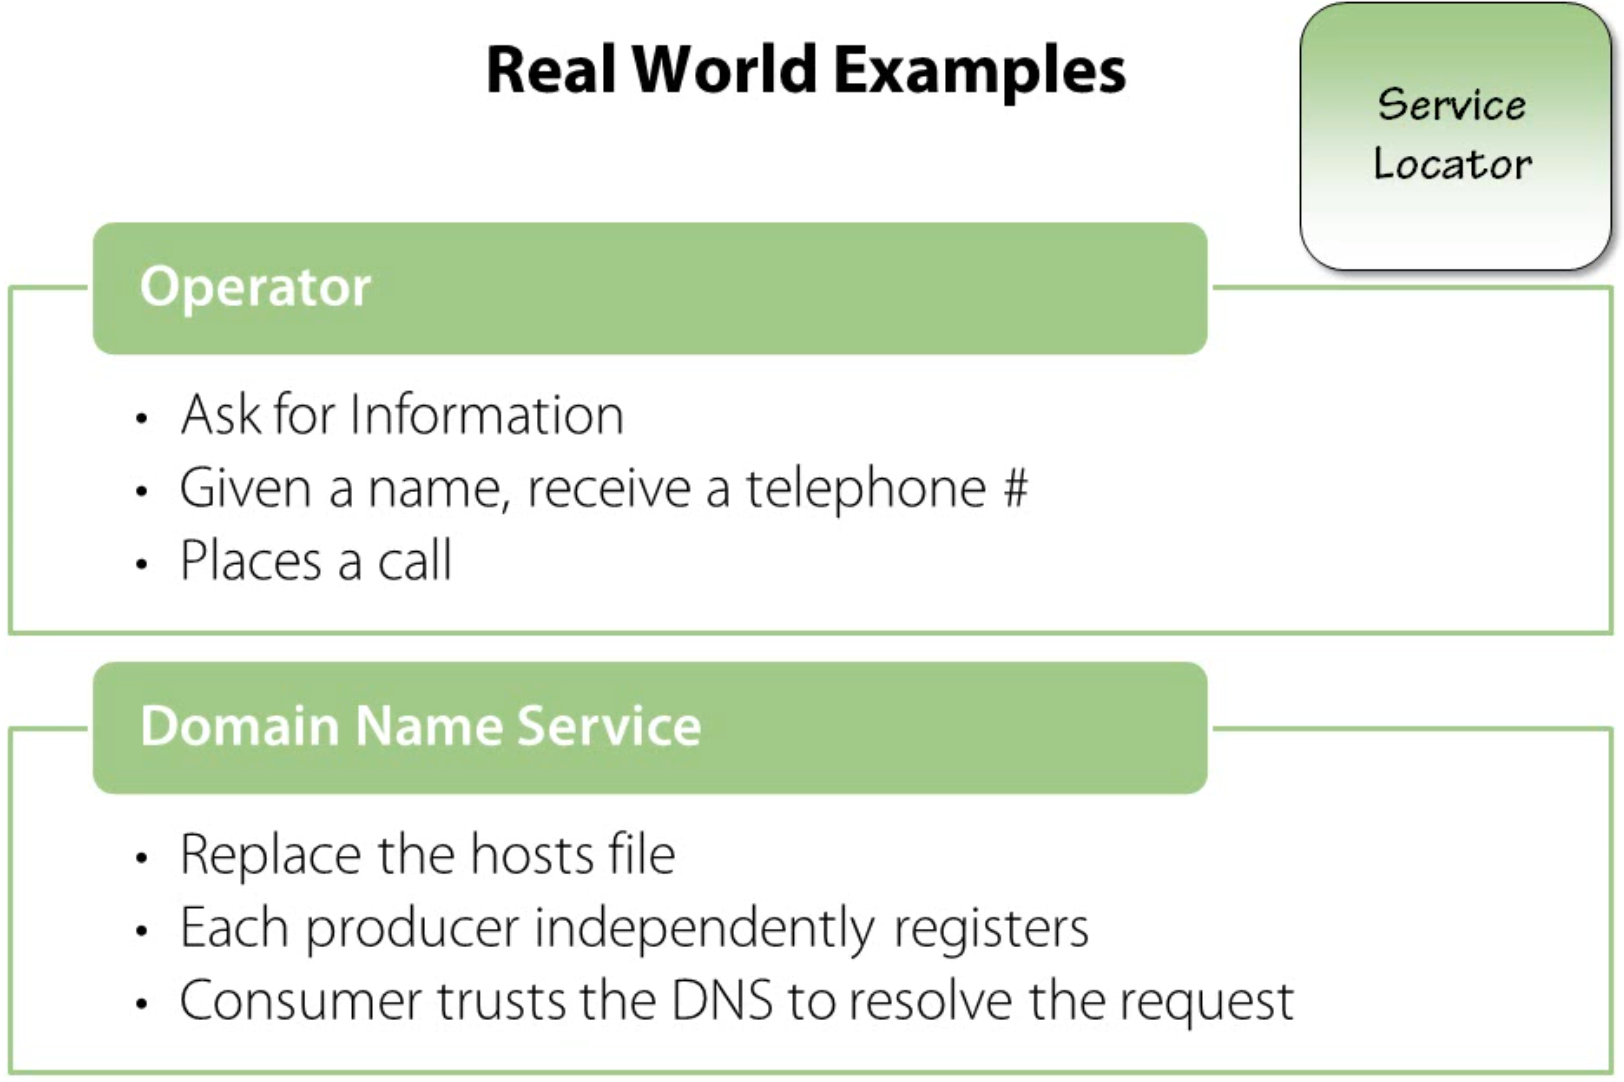 Real World Examples
Service
Locator
Operator
• Ask for Information
• Given a name, receive a telephone #
• Places a call
Domain Name Service
• Replace the hosts file
• Each producer independently registers
• Consumer trusts the DNS to resolve the request